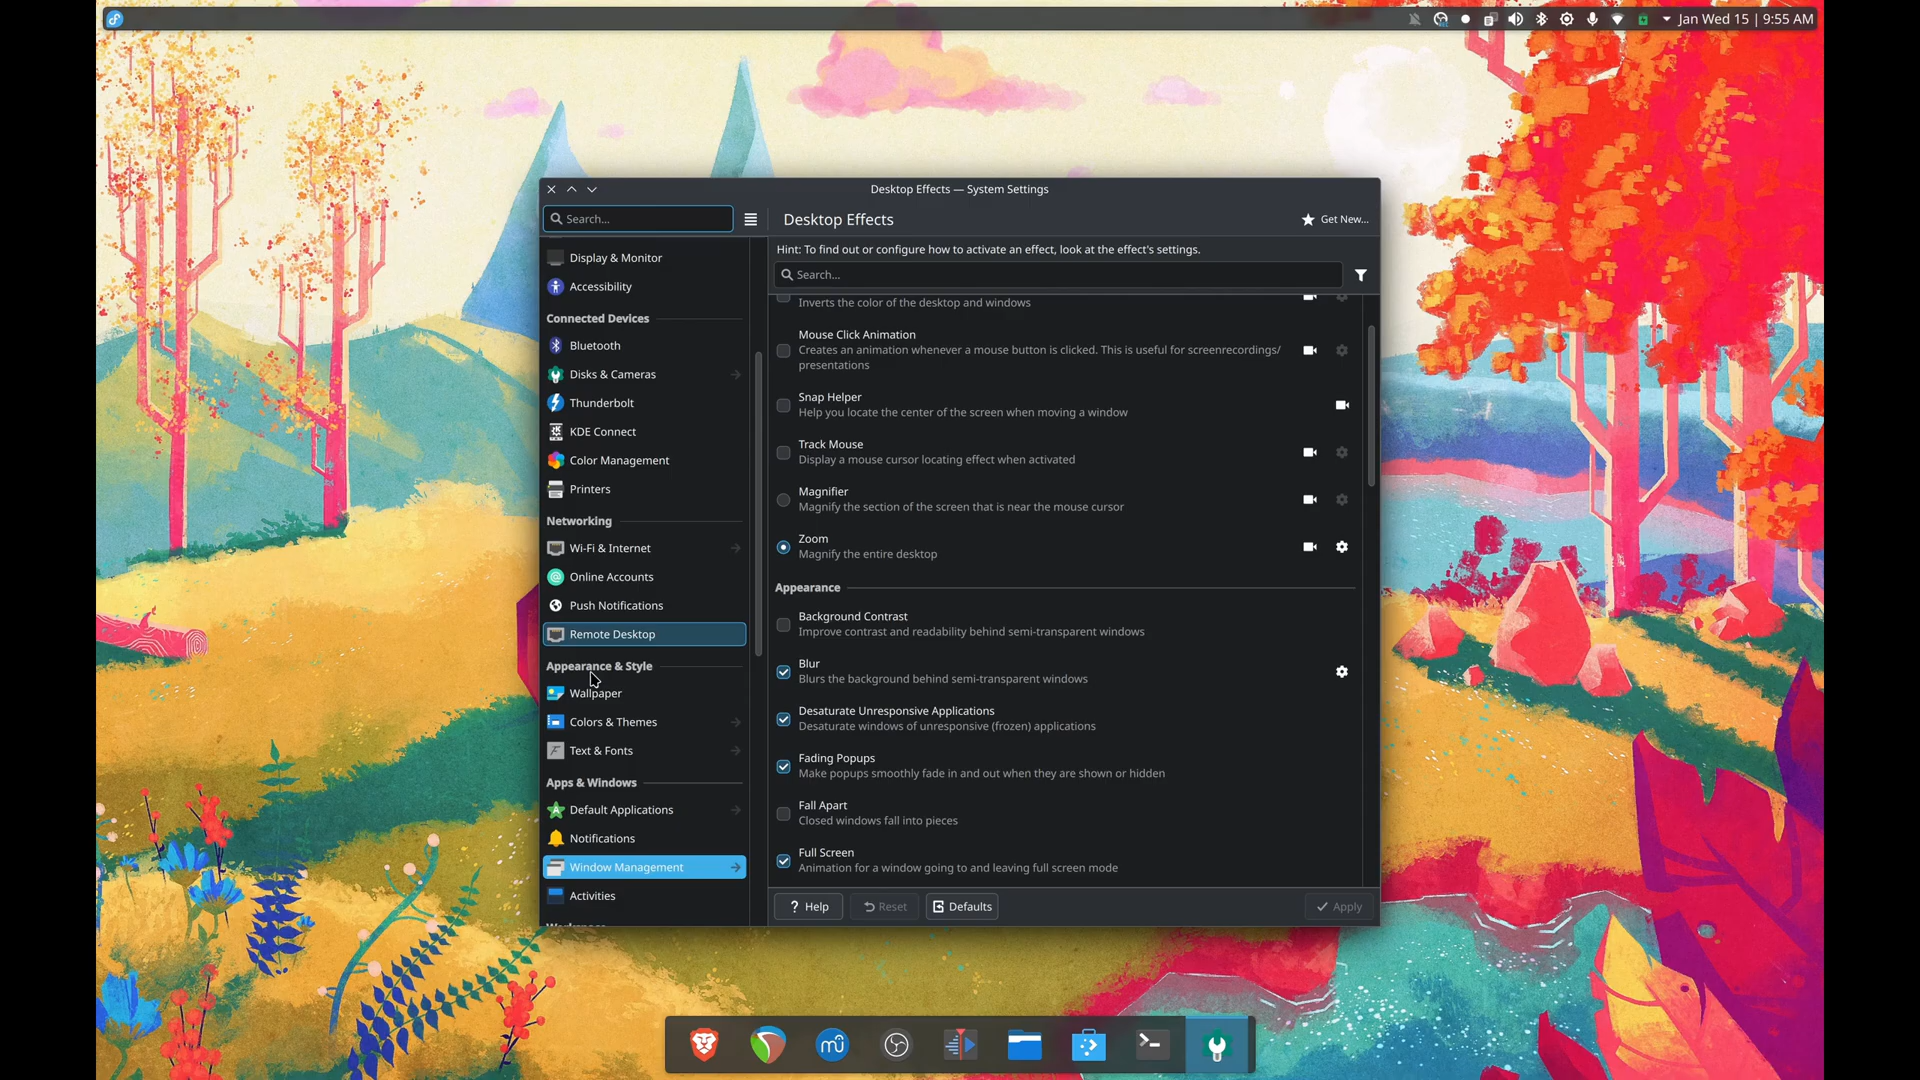 Jan Wed 15 | 9:55 AM
Desktop Effects — System Settings
Search...
Desktop Effects
Get New...
Display & Monitor
Accessibility
Connected Devices
Bluetooth
Disks & Cameras
Thunderbolt
KDE Connect
Color Management
Printers
Networking
Wi-Fi & Internet
Online Accounts
Push Notifications
Remote Desktop
Appearance & Style
Wallpaper
Colors & Themes
Text & Fonts
Apps & Windows
Default Applications
Notifications
Window Management
Activities
Hint: To find out or configure how to activate an effect, look at the effect's settings.
Search...
Inverts the color of the desktop and windows
Mouse Click Animation
Creates an animation whenever a mouse button is clicked. This is useful for screenrecordings/
presentations
Snap Helper
Help you locate the center of the screen when moving a window
Track Mouse
Display a mouse cursor locating effect when activated
Magnifier
Magnify the section of the screen that is near the mouse cursor
Zoom
Magnify the entire desktop
Appearance
Background Contrast
Improve contrast and readability behind semi-transparent windows
Blur
Blurs the background behind semi-transparent windows
Desaturate Unresponsive Applications
Desaturate windows of unresponsive (frozen) applications
Fading Popups
Make popups smoothly fade in and out when they are shown or hidden
Fall Apart
Closed windows fall into pieces
Full Screen
Animation for a window going to and leaving full screen mode
? Help
Reset
Defaults
Apply